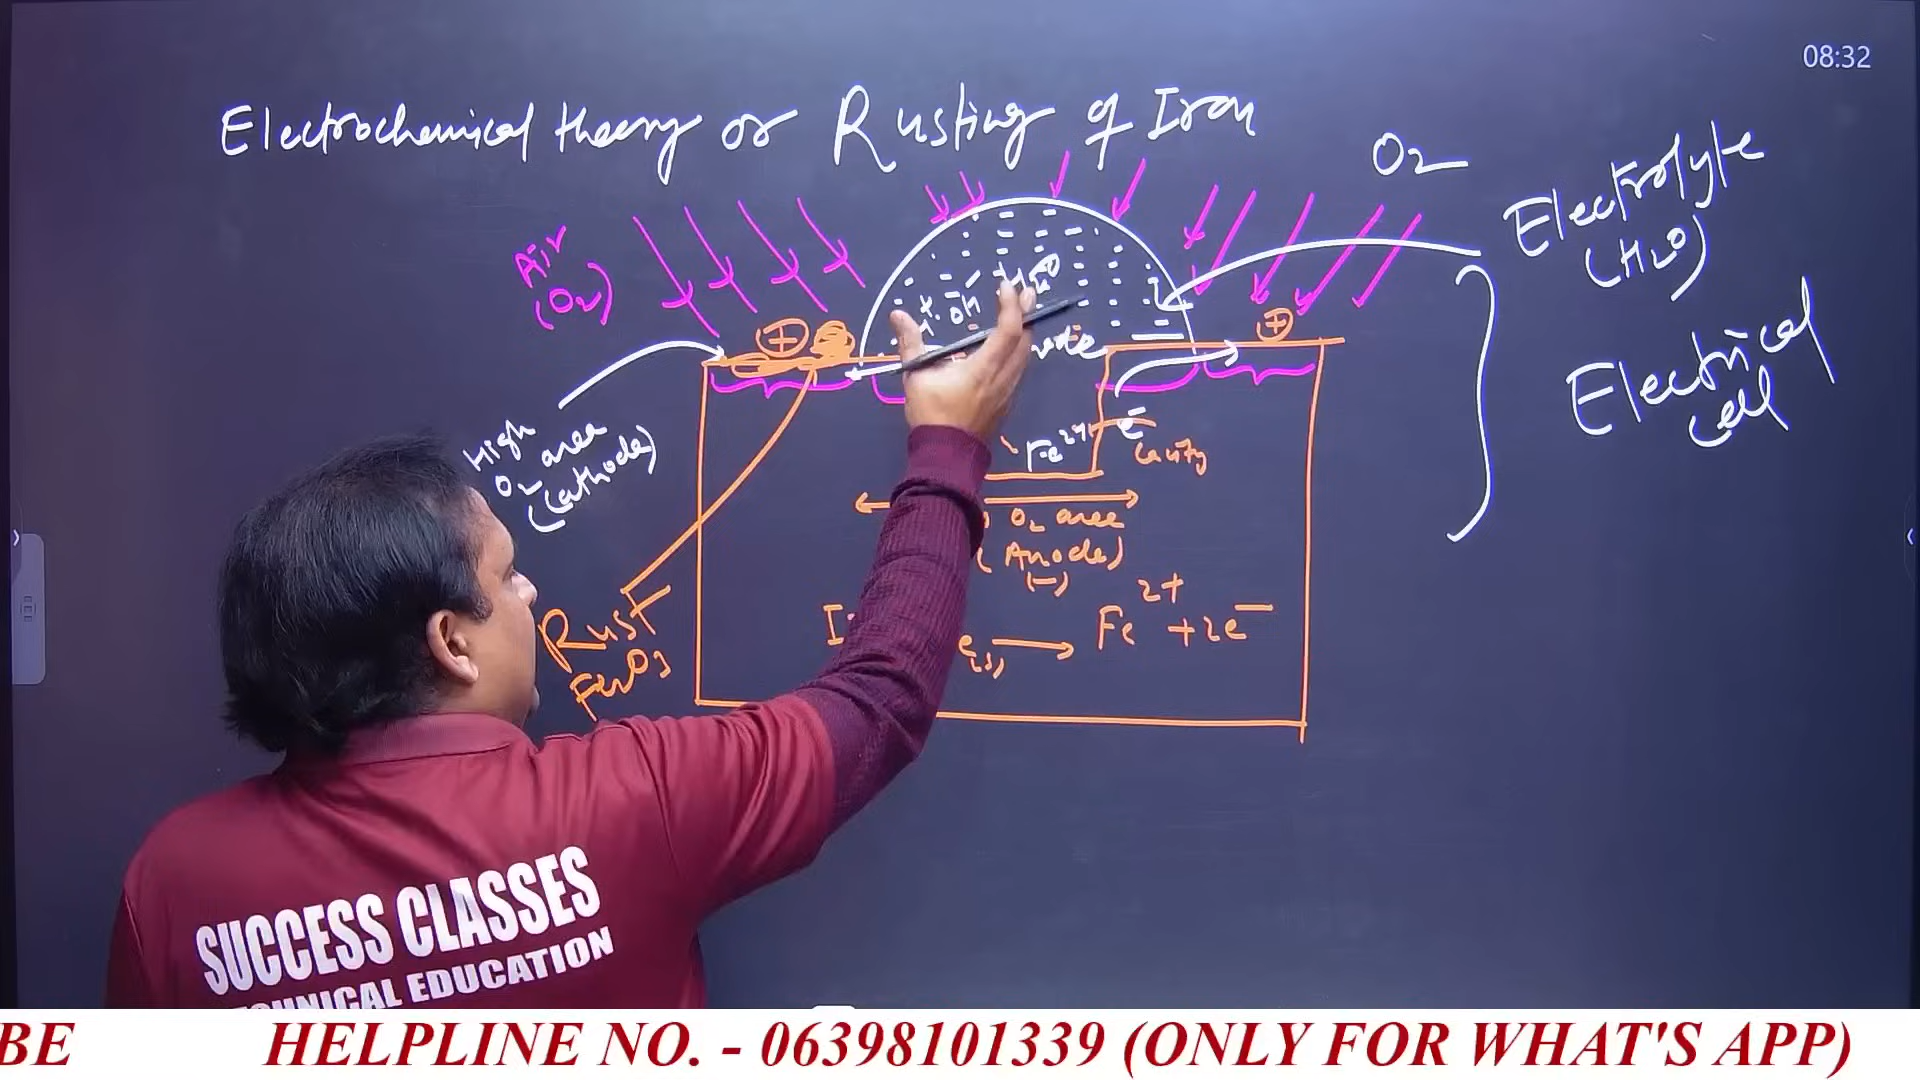 08:32
Electrochemical theory or Rusting of Iron
O2
Electrolyte
(H2O)
Air
(O2)
OH
Electrical
cell
High
O2 area
(Cathode)
Fe2+
e-
Cavity
O2 area
(Anode)
(-)
Rust
Fe2O3
(s) → Fe2+ + 2e-
SUCCESS CLASSES
TECHNICAL EDUCATION
BE HELPLINE NO. - 06398101339 (ONLY FOR WHAT'S APP)